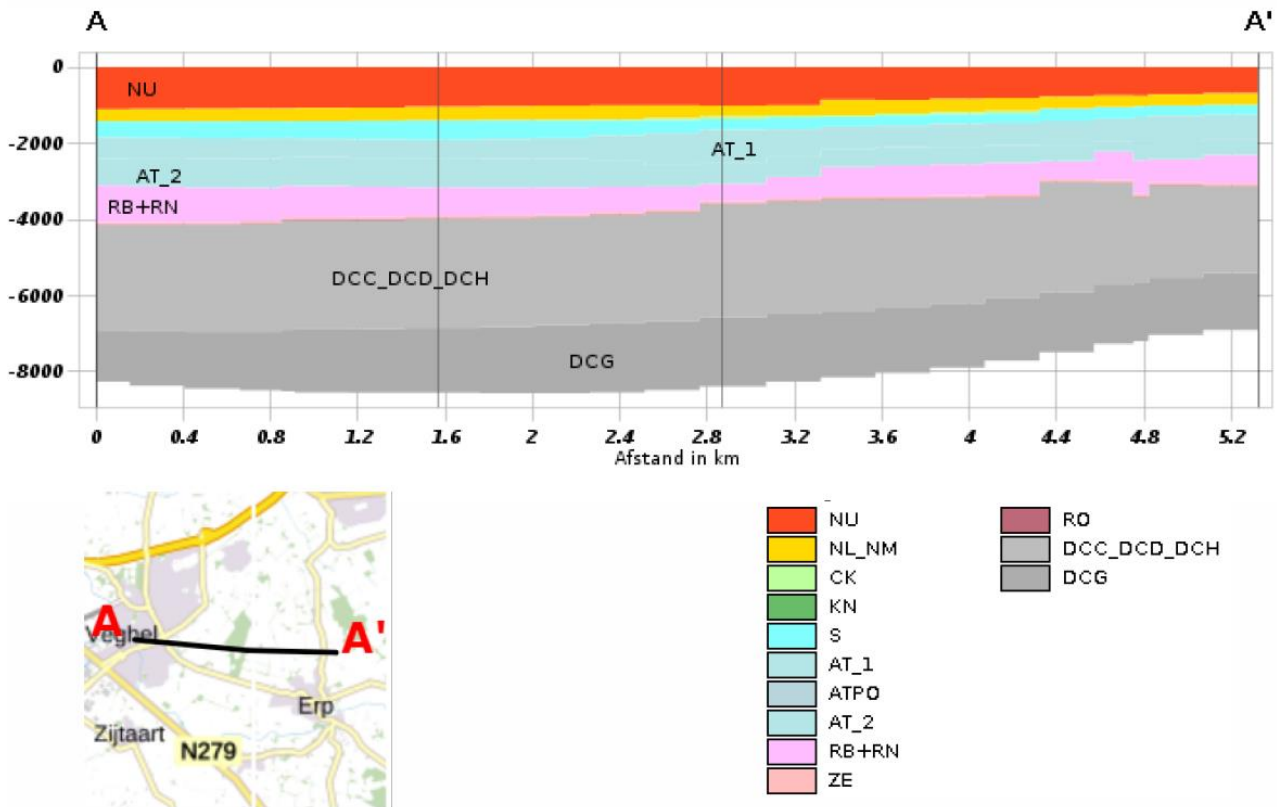 A A'
0
NU
-2000
AT_1
AT_2
RB+RN
-4000
DCC_DCD_DCH
-6000
DCG
-8000
0 0.4 0.8 1.2 1.6 2 2.4 2.8 3.2 3.6 4 4.4 4.8 5.2
Afstand in km
A
Veghel
A'
Erp
Zijtaart
N279
NU
NL_NM
CK
KN
S
AT_1
ATPO
AT_2
RB+RN
ZE
RO
DCC_DCD_DCH
DCG